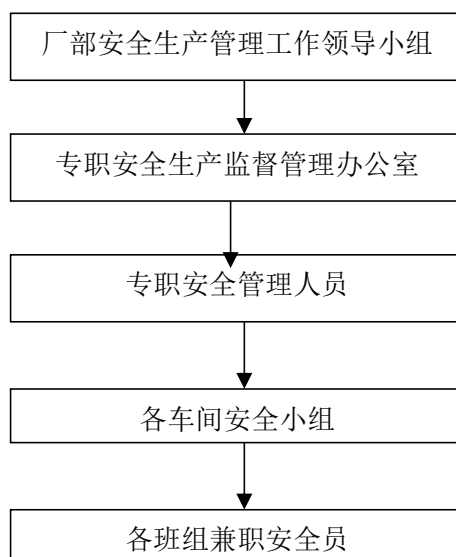 厂部安全生产管理工作领导小组
专职安全生产监督管理办公室
专职安全管理人员
各车间安全小组
各班组兼职安全员